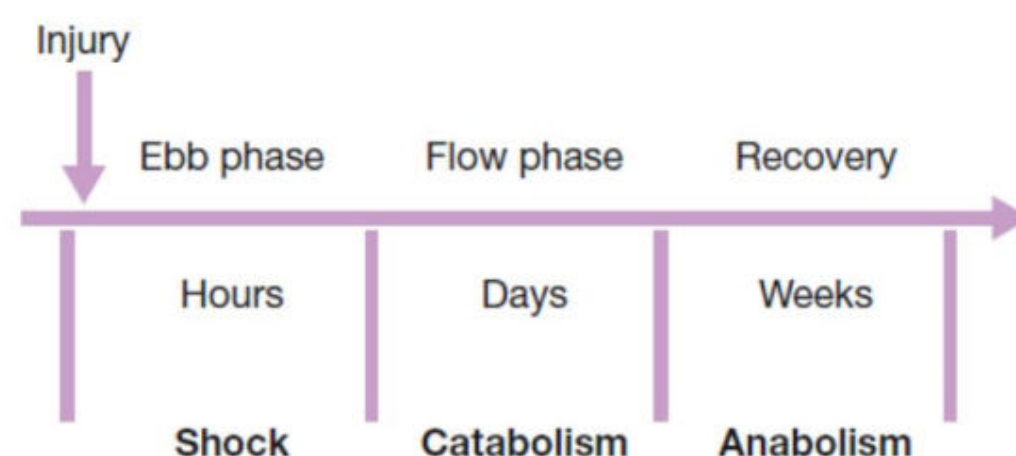 Injury
Ebb phase Flow phase Recovery
Hours Days Weeks
Shock Catabolism Anabolism